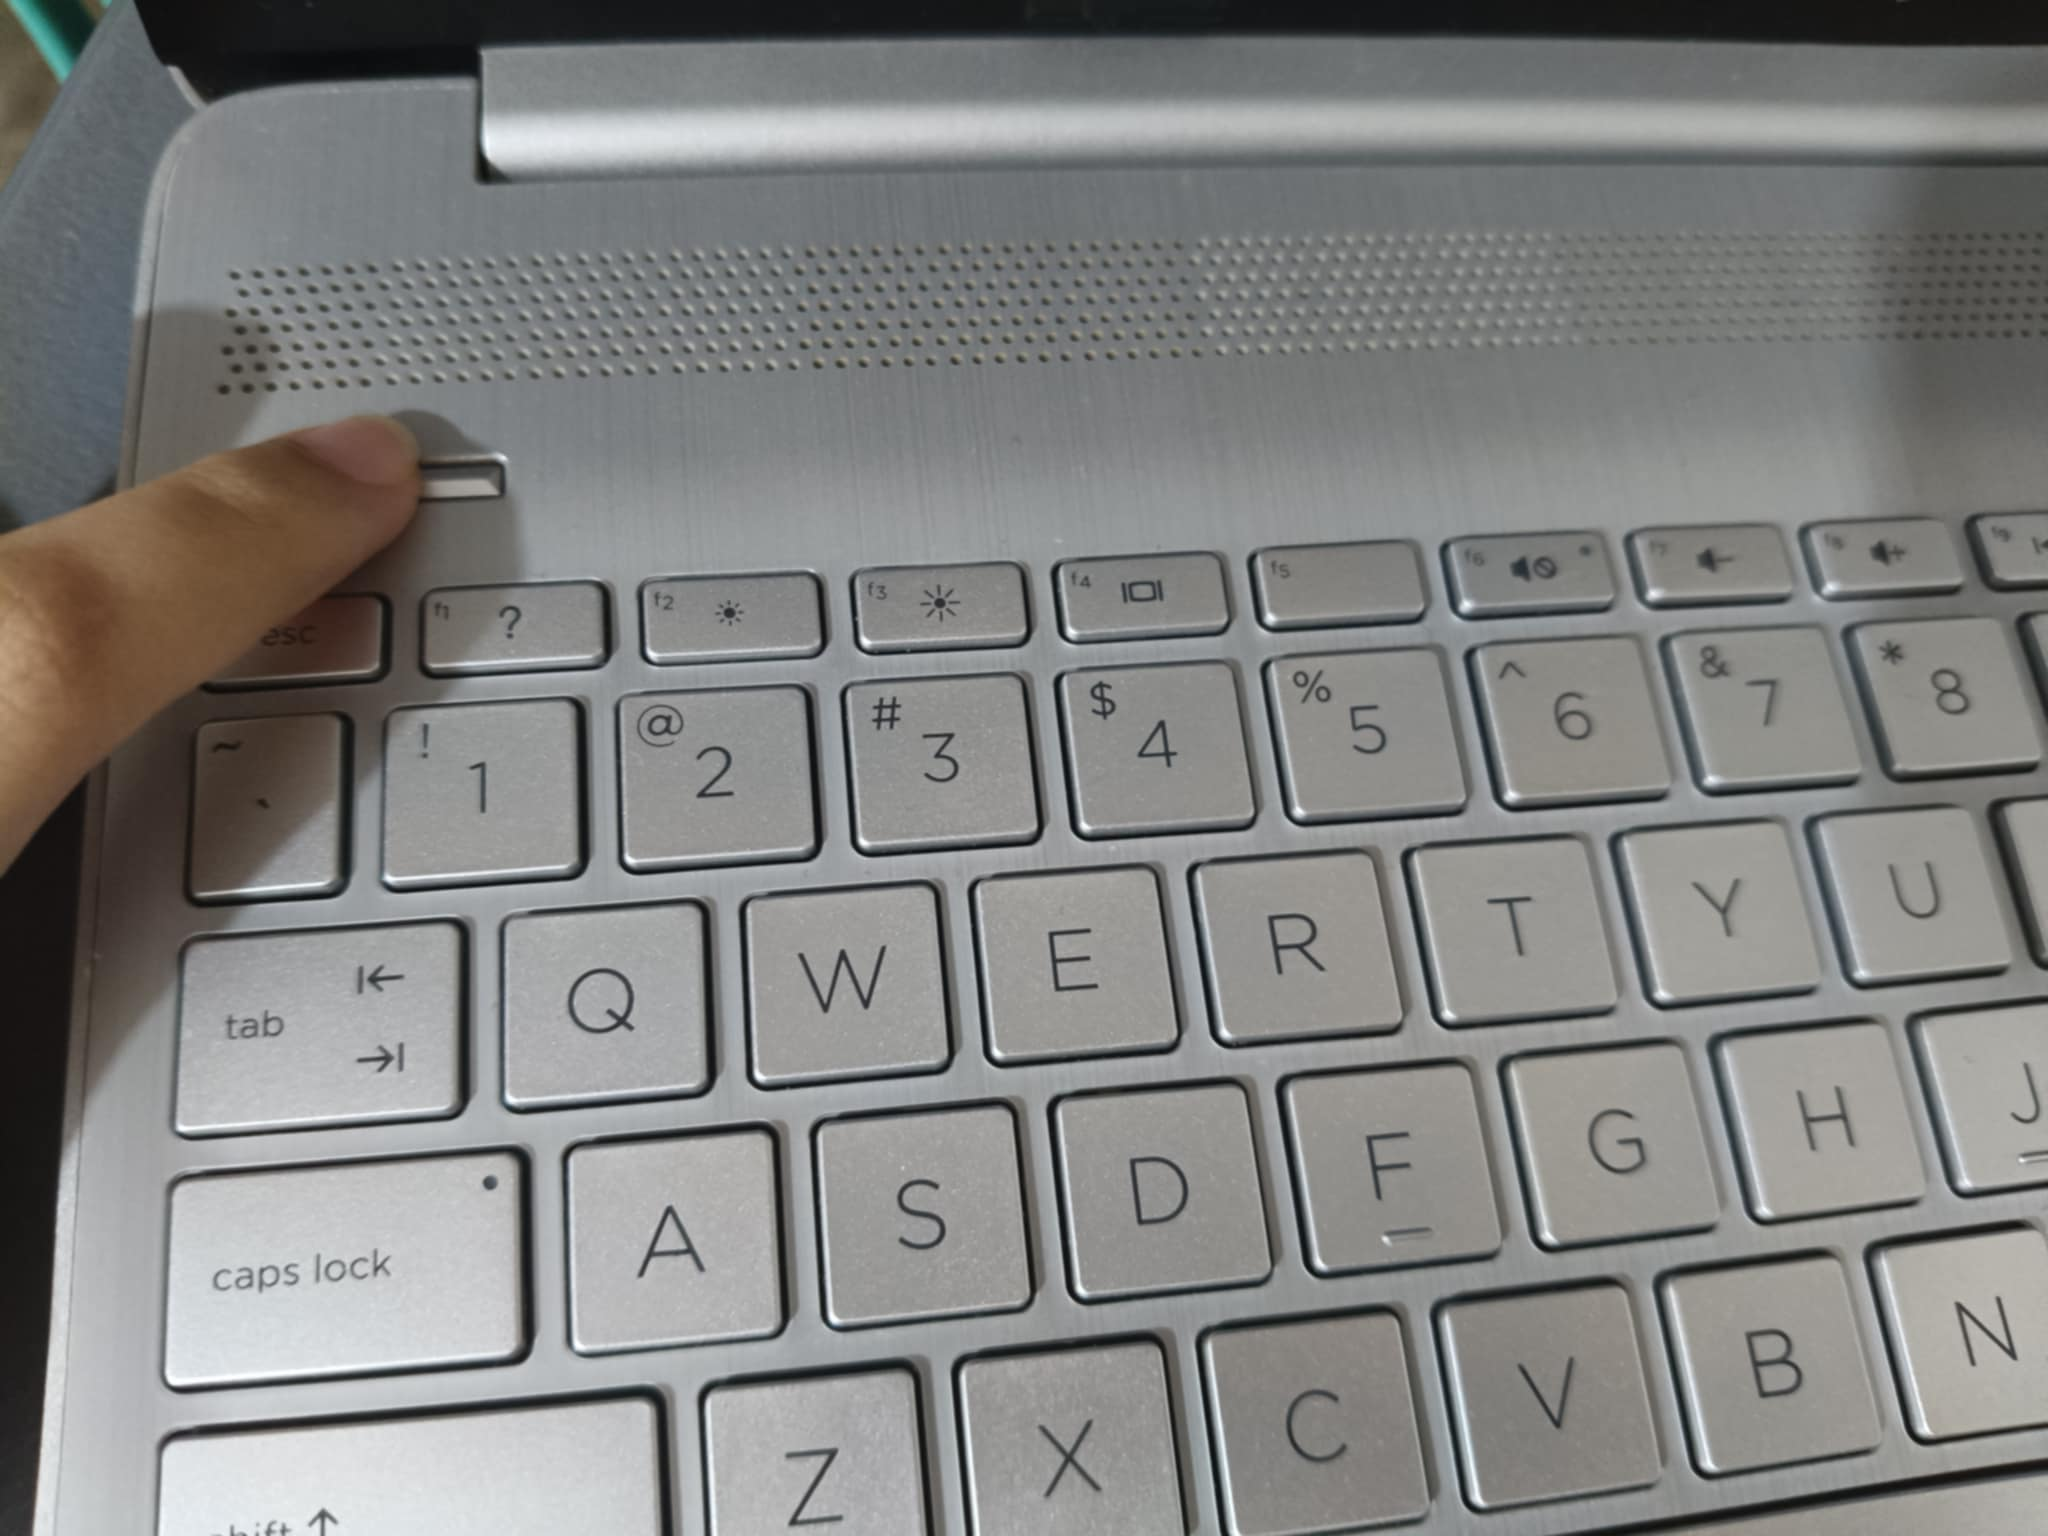 esc f1 ? f2 f3 f4 f5 f6 f7 f8 f9
~ ` ! 1 @ 2 # 3 $ 4 % 5 ^ 6 & 7 * 8
tab Q W E R T Y U
caps lock A S D F G H J
shift Z X C V B N